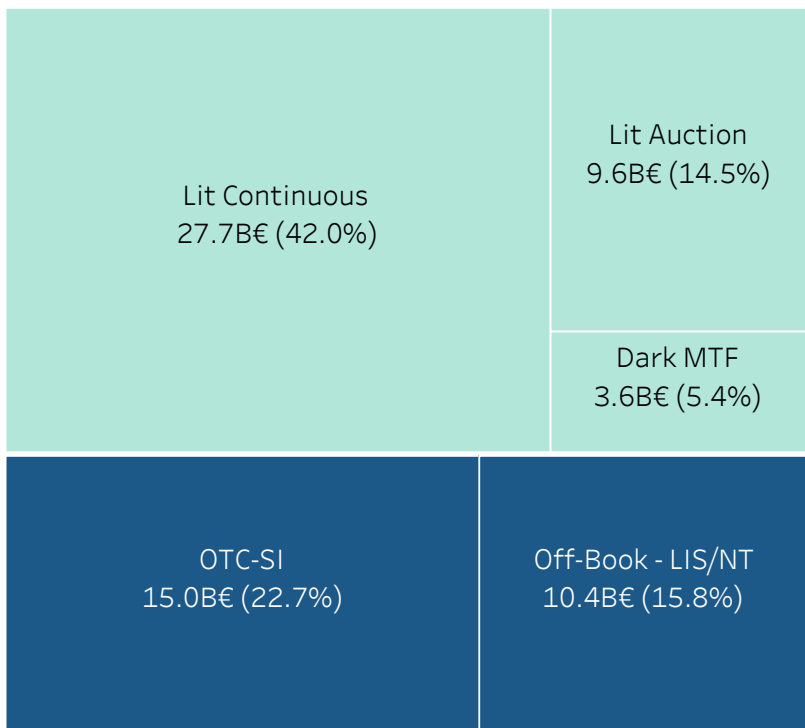 Lit Continuous
27.7B€ (42.0%)
Lit Auction
9.6B€ (14.5%)
Dark MTF
3.6B€ (5.4%)
OTC-SI
15.0B€ (22.7%)
Off-Book - LIS/NT
10.4B€ (15.8%)